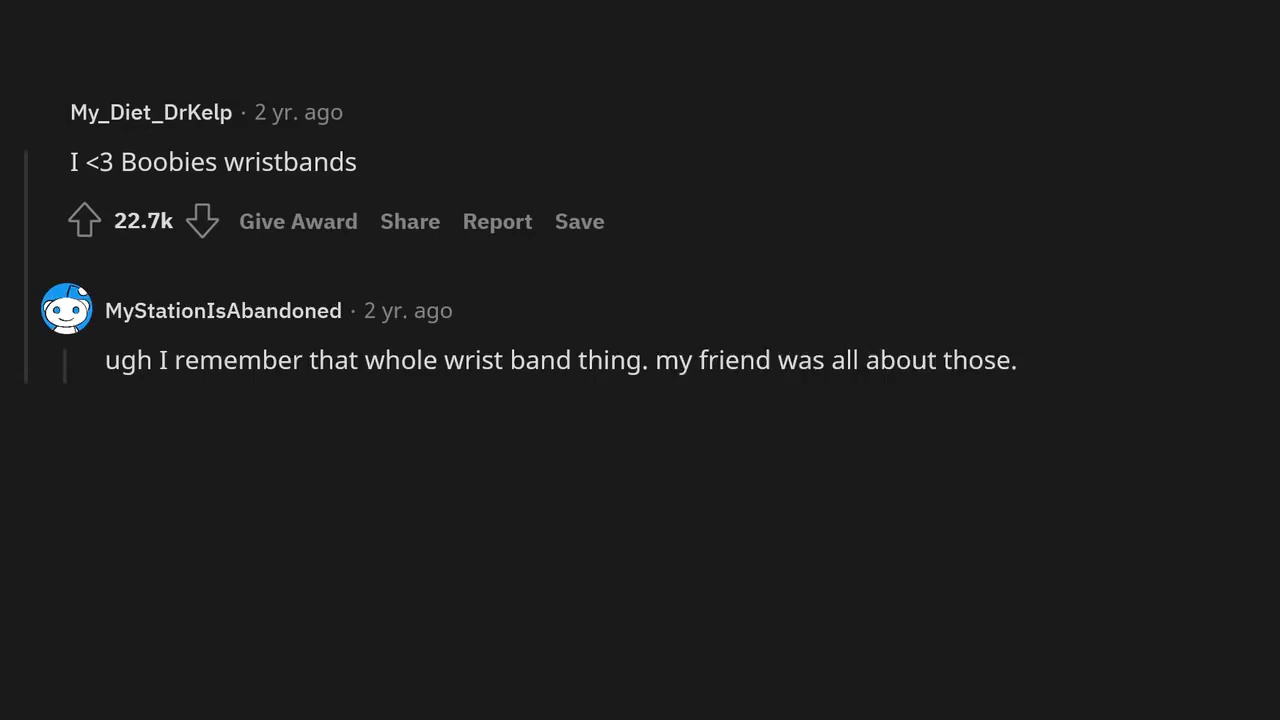 My_Diet_DrKelp · 2 yr. ago
I <3 Boobies wristbands
22.7k Give Award Share Report Save
MyStationIsAbandoned · 2 yr. ago
ugh I remember that whole wrist band thing. my friend was all about those.